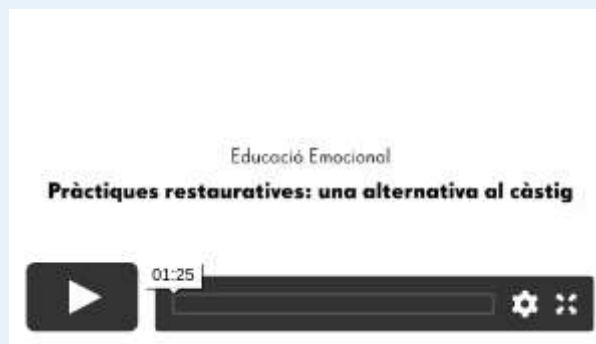 Educació Emocional
Pràctiques restauratives: una alternativa al càstig
01:25